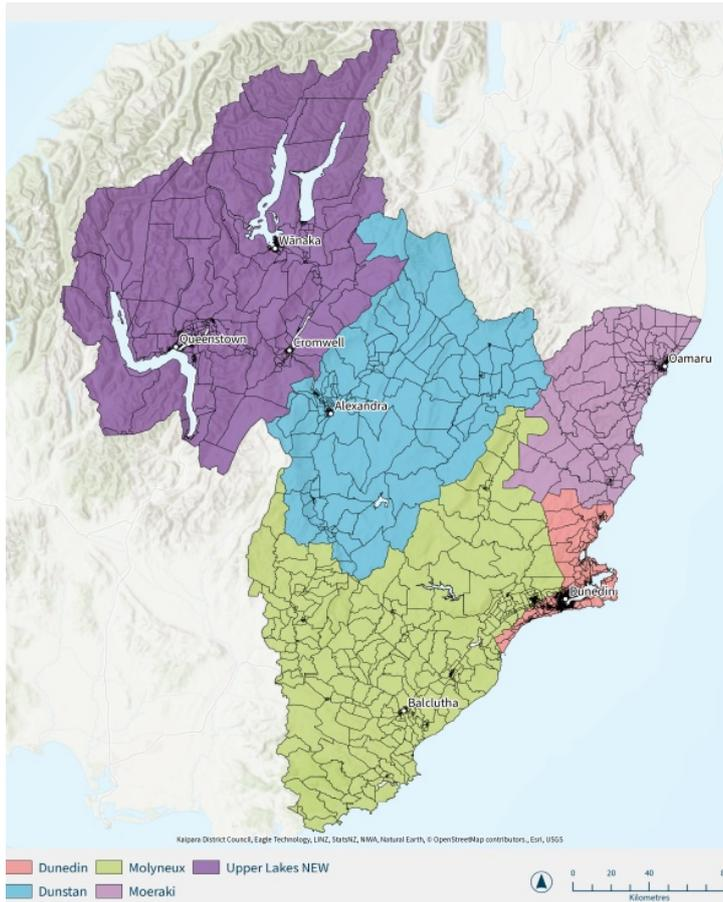 Wānaka
Queenstown
Cromwell
Oamaru
Alexandra
Dunedin
Balclutha
Kaipara District Council, Eagle Technology, LINZ, StatsNZ, NIWA, Natural Earth, © OpenStreetMap contributors., Esri, USGS
Dunedin Molyneux Upper Lakes NEW
Dunstan Moeraki
0 20 40
Kilometres